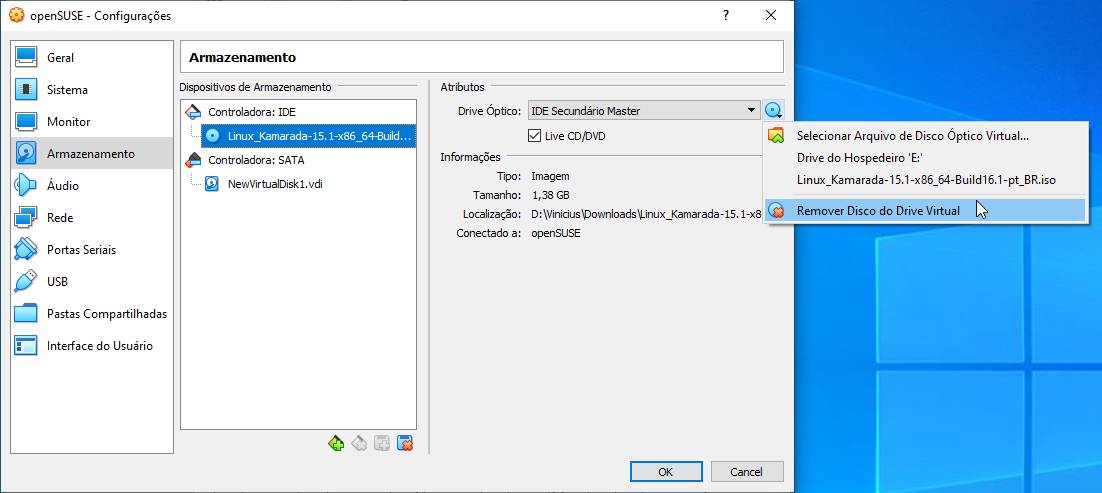 openSUSE - Configurações
Geral
Sistema
Monitor
Armazenamento
Áudio
Rede
Portas Seriais
USB
Pastas Compartilhadas
Interface do Usuário
Armazenamento
Dispositivos de Armazenamento
Controladora: IDE
Linux_Kamarada-15.1-x86_64-Build...
Controladora: SATA
NewVirtualDisk1.vdi
Atributos
Drive Óptico: IDE Secundário Master
Live CD/DVD
Informações
Tipo: Imagem
Tamanho: 1,38 GB
Localização: D:\Vinicius\Downloads\Linux_Kamarada-15.1-x8
Conectado a: openSUSE
Selecionar Arquivo de Disco Óptico Virtual...
Drive do Hospedeiro 'E:'
Linux_Kamarada-15.1-x86_64-Build16.1-pt_BR.iso
Remover Disco do Drive Virtual
OK
Cancel